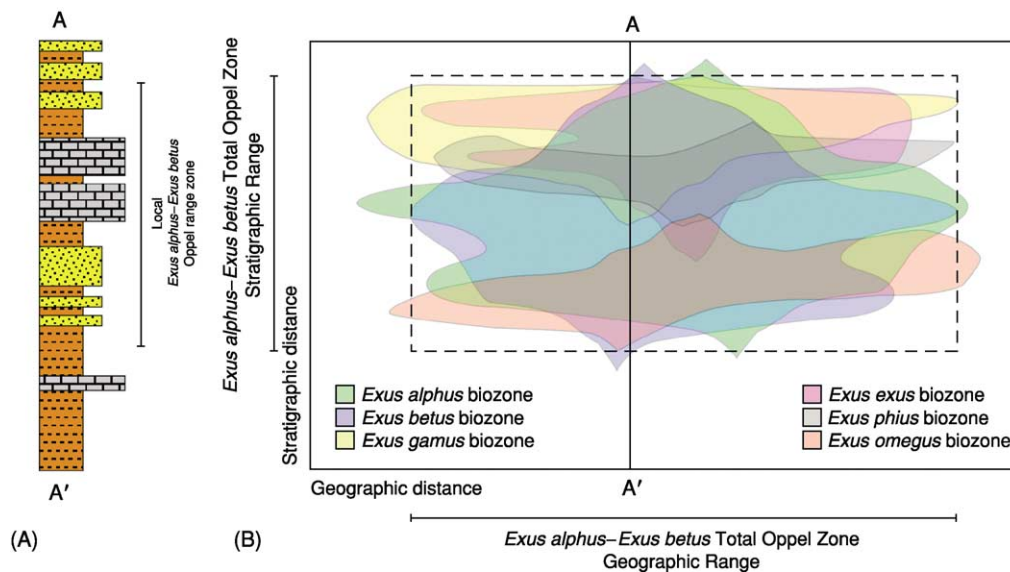 A
Local
Exus alphus–Exus betus
Oppel range zone
A′
(A)
Exus alphus–Exus betus Total Oppel Zone
Stratigraphic Range
Stratigraphic distance
A
Exus alphus biozone
Exus betus biozone
Exus gamus biozone
Exus exus biozone
Exus phius biozone
Exus omegus biozone
Geographic distance
A′
(B)
Exus alphus–Exus betus Total Oppel Zone
Geographic Range